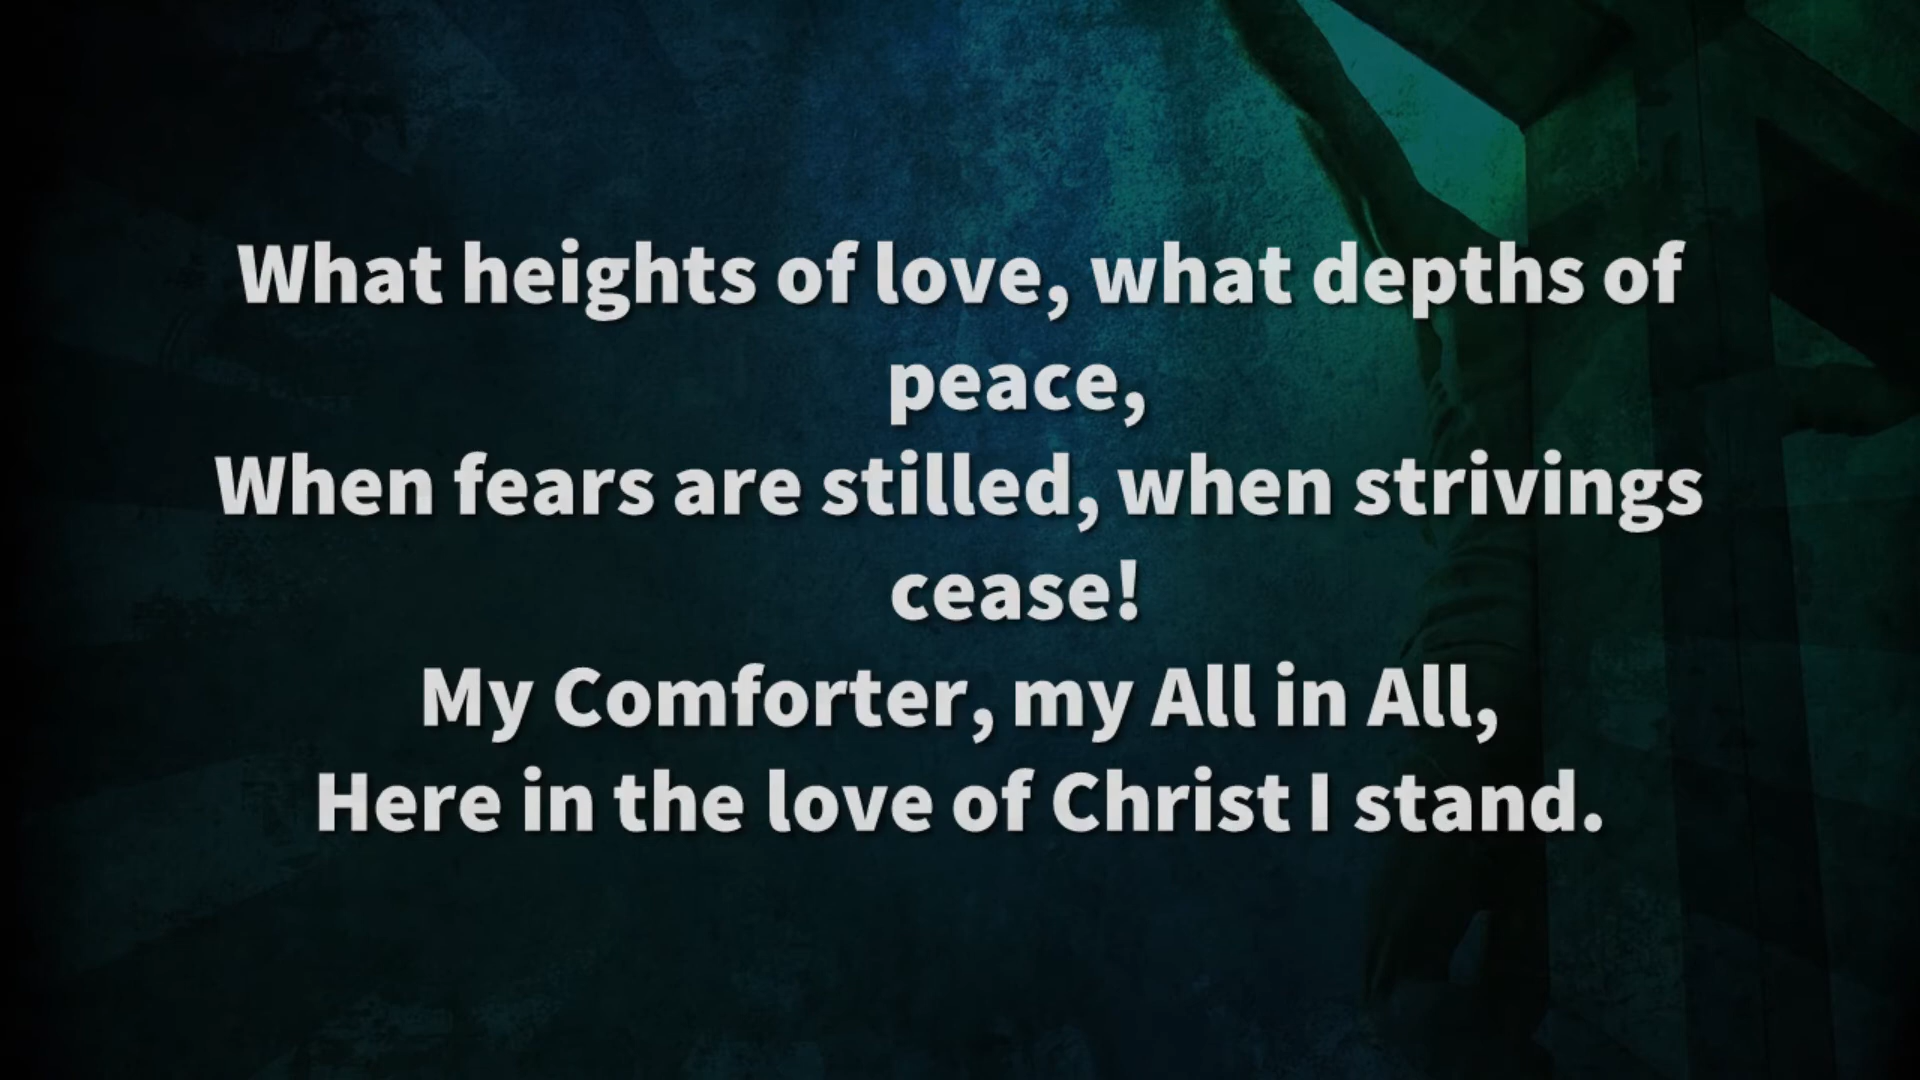 What heights of love, what depths of
peace,
When fears are stilled, when strivings
cease!
My Comforter, my All in All,
Here in the love of Christ I stand.